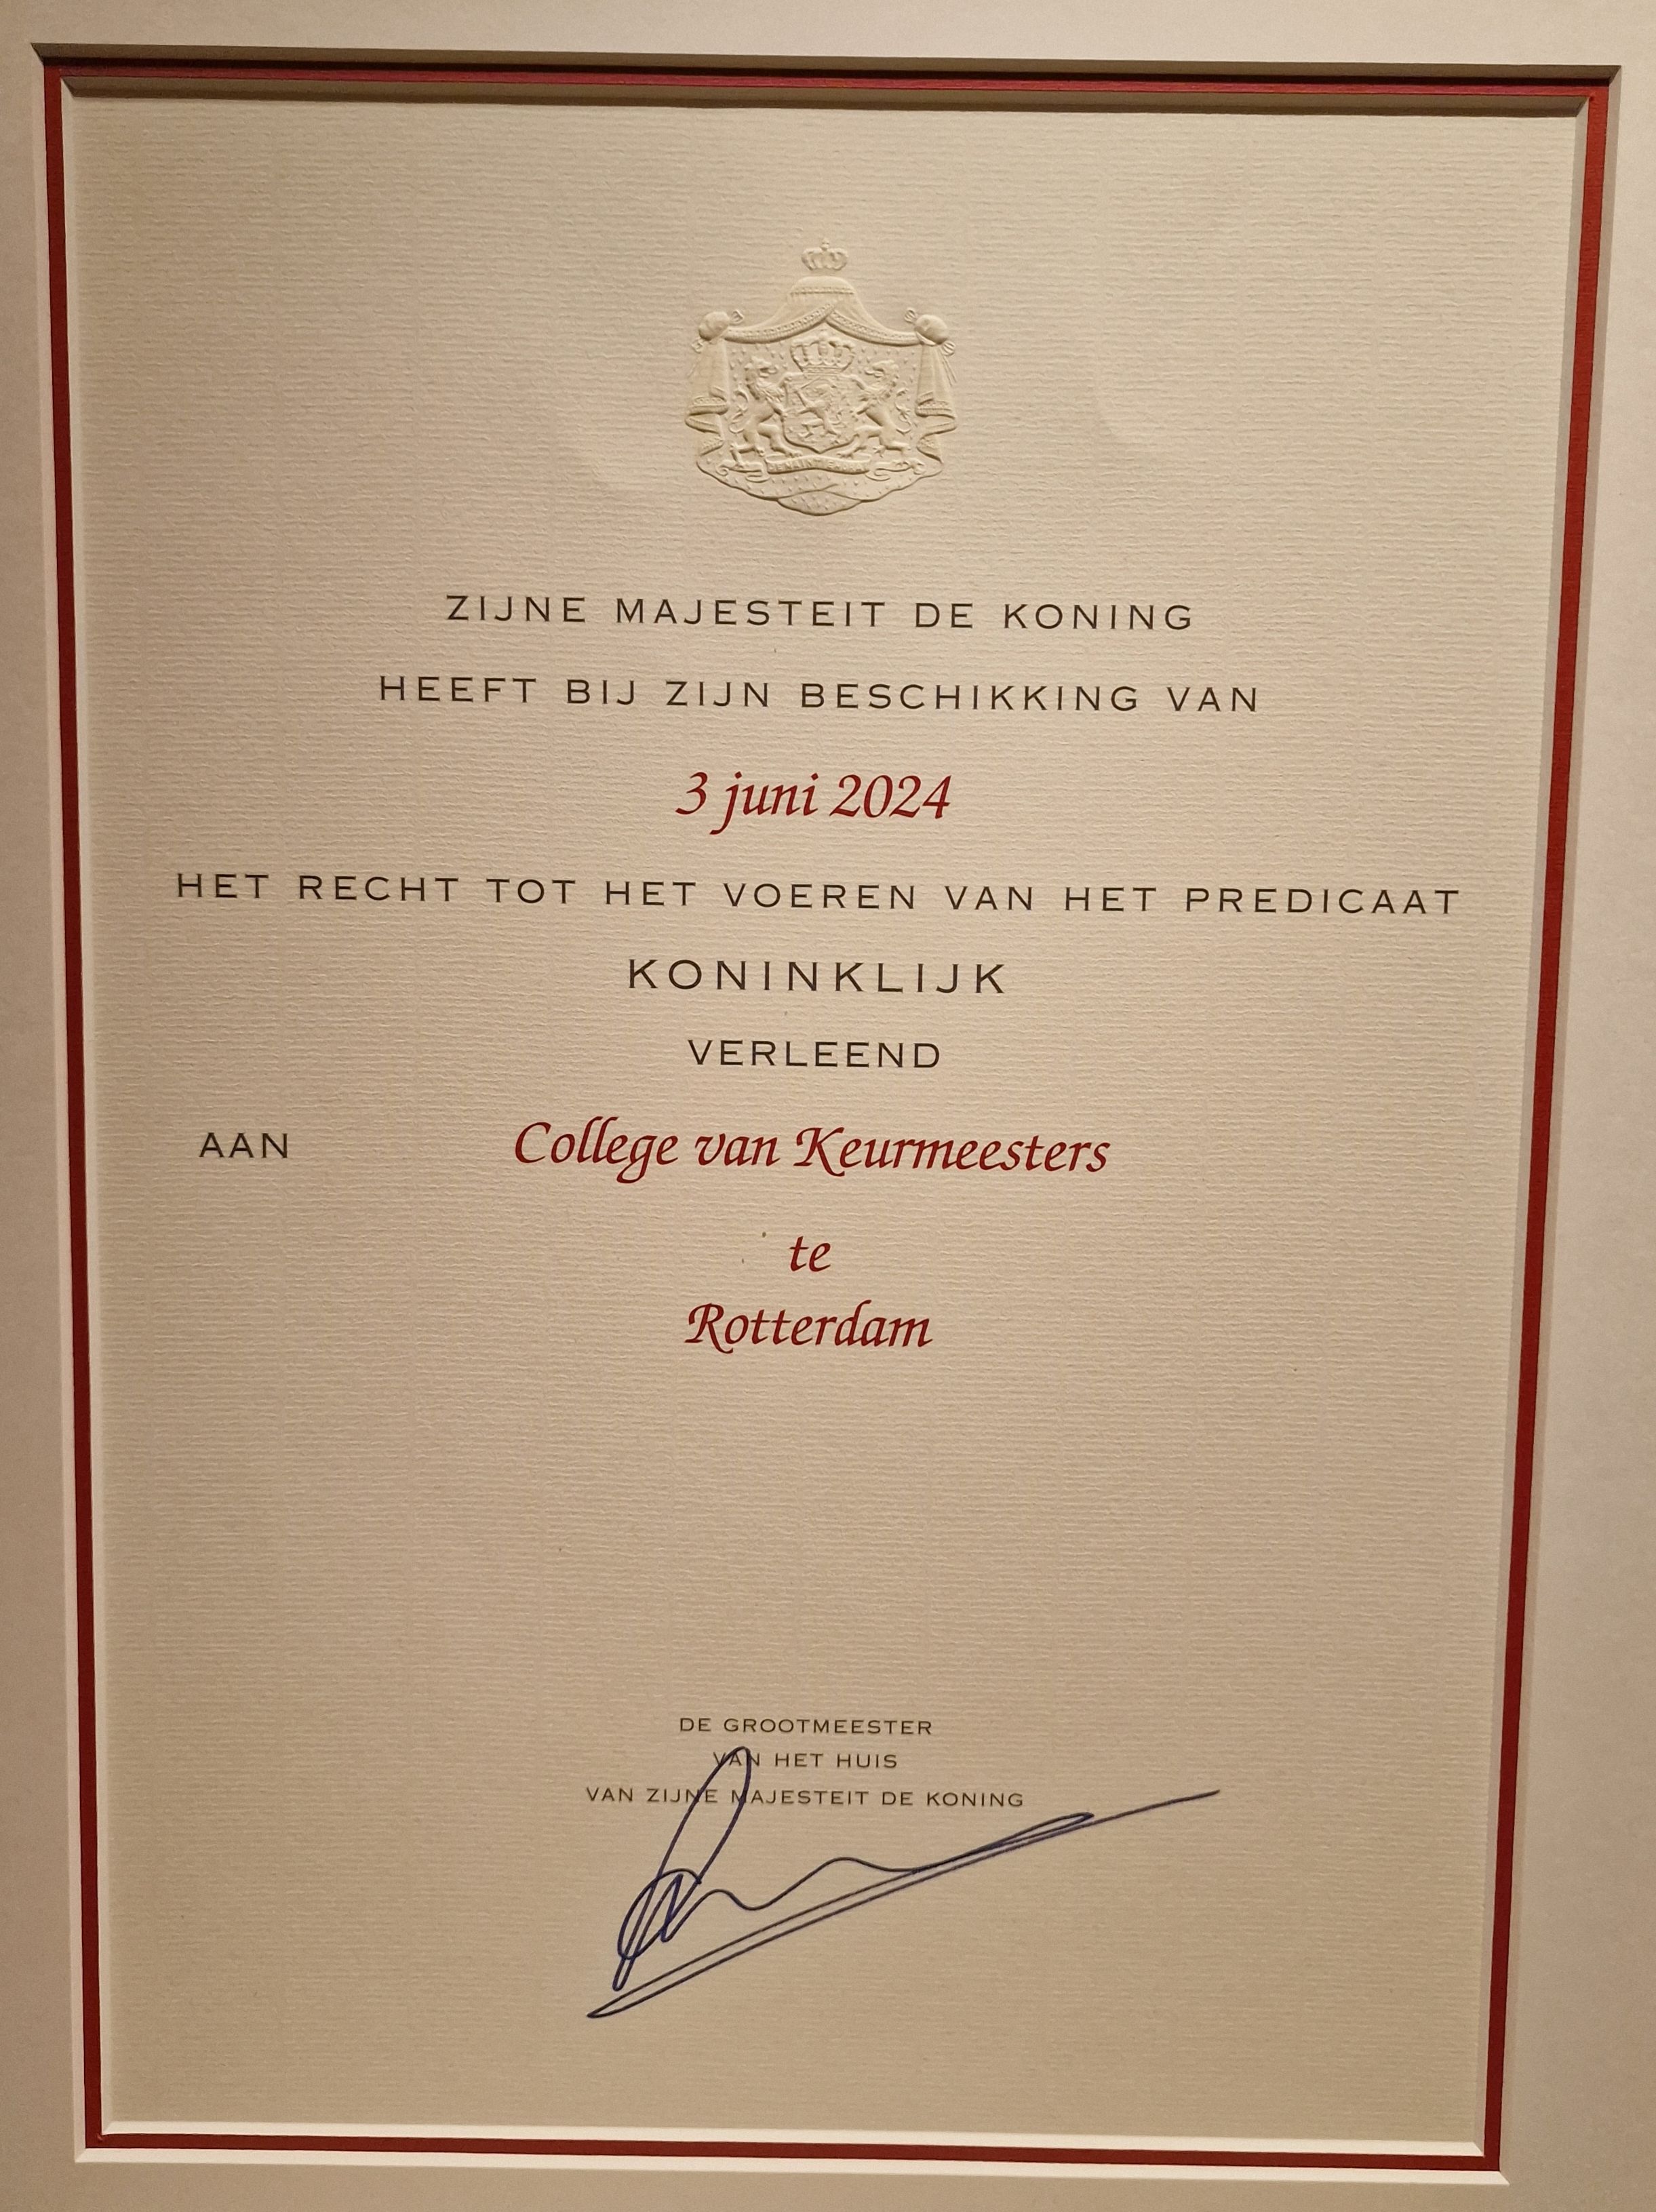 ZIJNE MAJESTEIT DE KONING
HEEFT BIJ ZIJN BESCHIKKING VAN
3 juni 2024
HET RECHT TOT HET VOEREN VAN HET PREDICAAT
KONINKLIJK
VERLEEND
AAN College van Keurmeesters
te
Rotterdam
DE GROOTMEESTER
VAN HET HUIS
VAN ZIJNE MAJESTEIT DE KONING